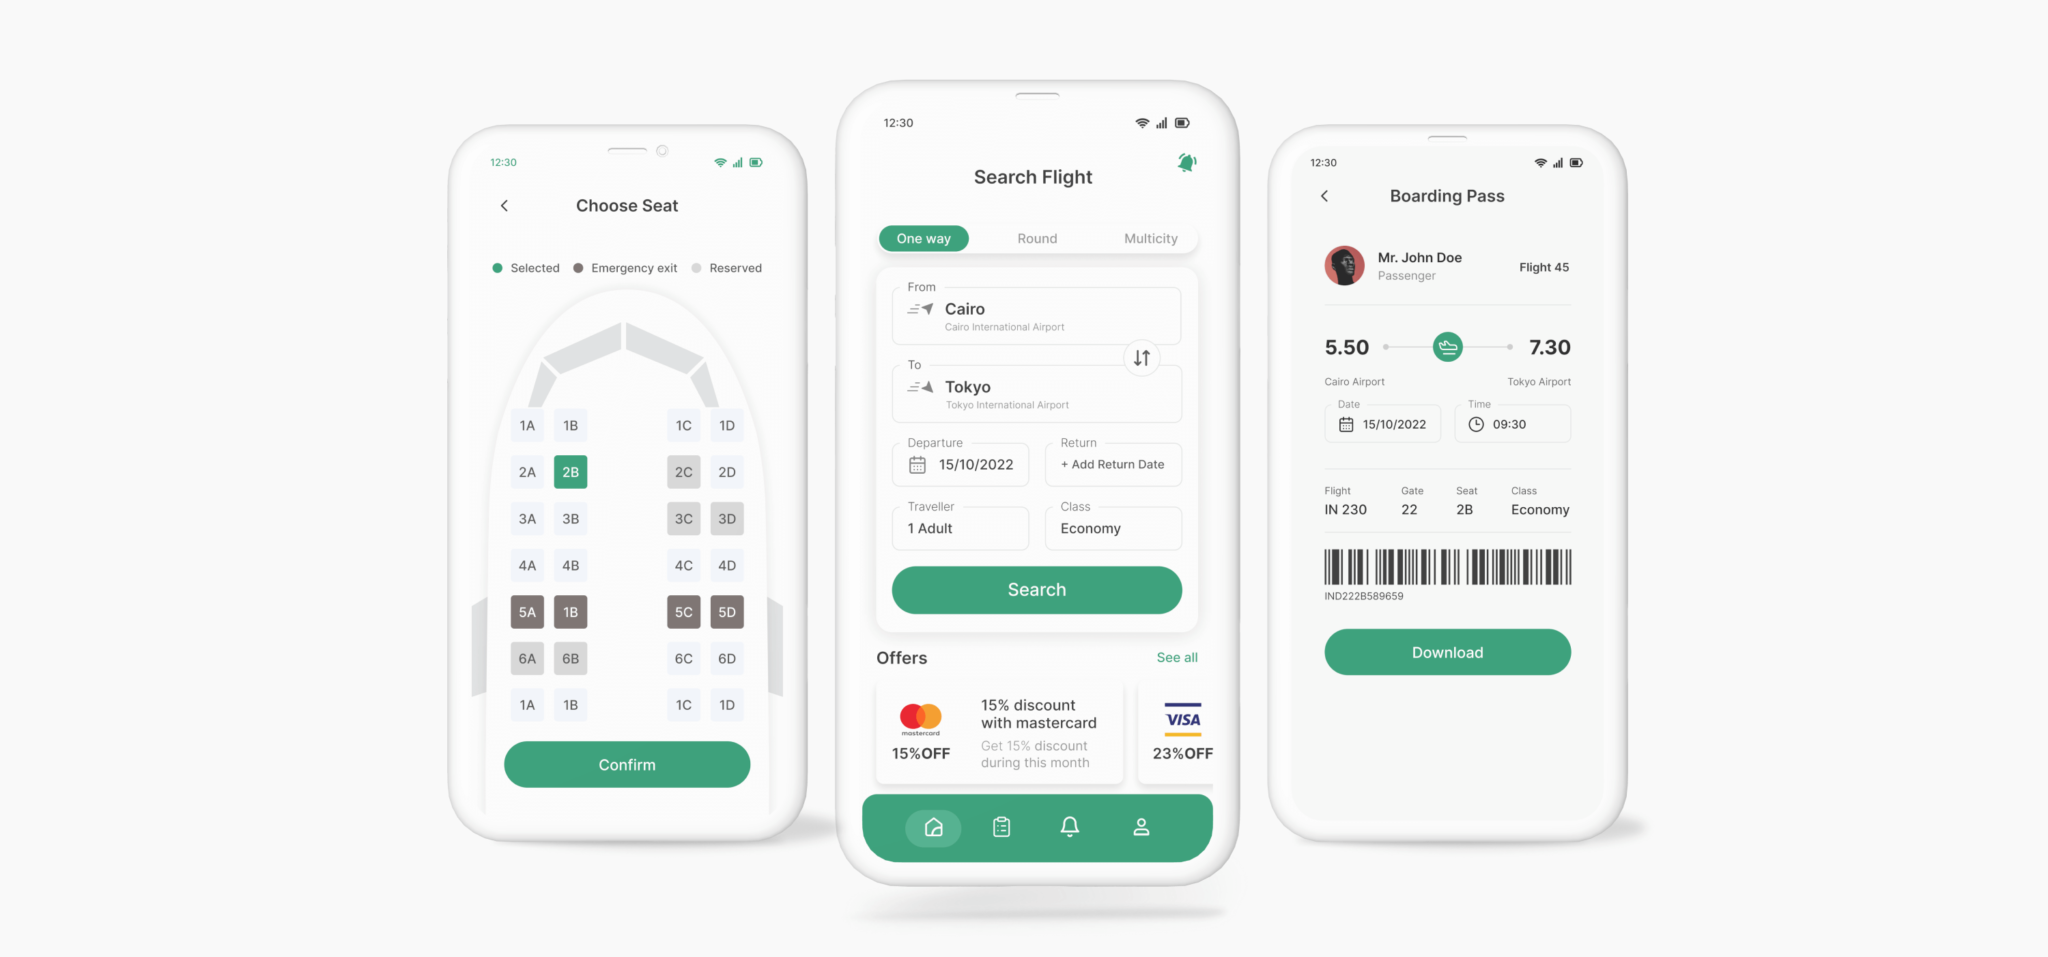 12:30
Choose Seat
Selected Emergency exit Reserved
1A 1B 1C 1D
2A 2B 2C 2D
3A 3B 3C 3D
4A 4B 4C 4D
5A 1B 5C 5D
6A 6B 6C 6D
1A 1B 1C 1D
Confirm
12:30
Search Flight
One way Round Multicity
From
Cairo
Cairo International Airport
To
Tokyo
Tokyo International Airport
Departure Return
15/10/2022 + Add Return Date
Traveller Class
1 Adult Economy
Search
Offers See all
mastercard
15%OFF
15% discount
with mastercard
Get 15% discount
during this month
VISA
23%OFF
12:30
Boarding Pass
Mr. John Doe
Passenger
Flight 45
5.50 7.30
Cairo Airport Tokyo Airport
Date Time
15/10/2022 09:30
Flight Gate Seat Class
IN 230 22 2B Economy
IND222B589659
Download